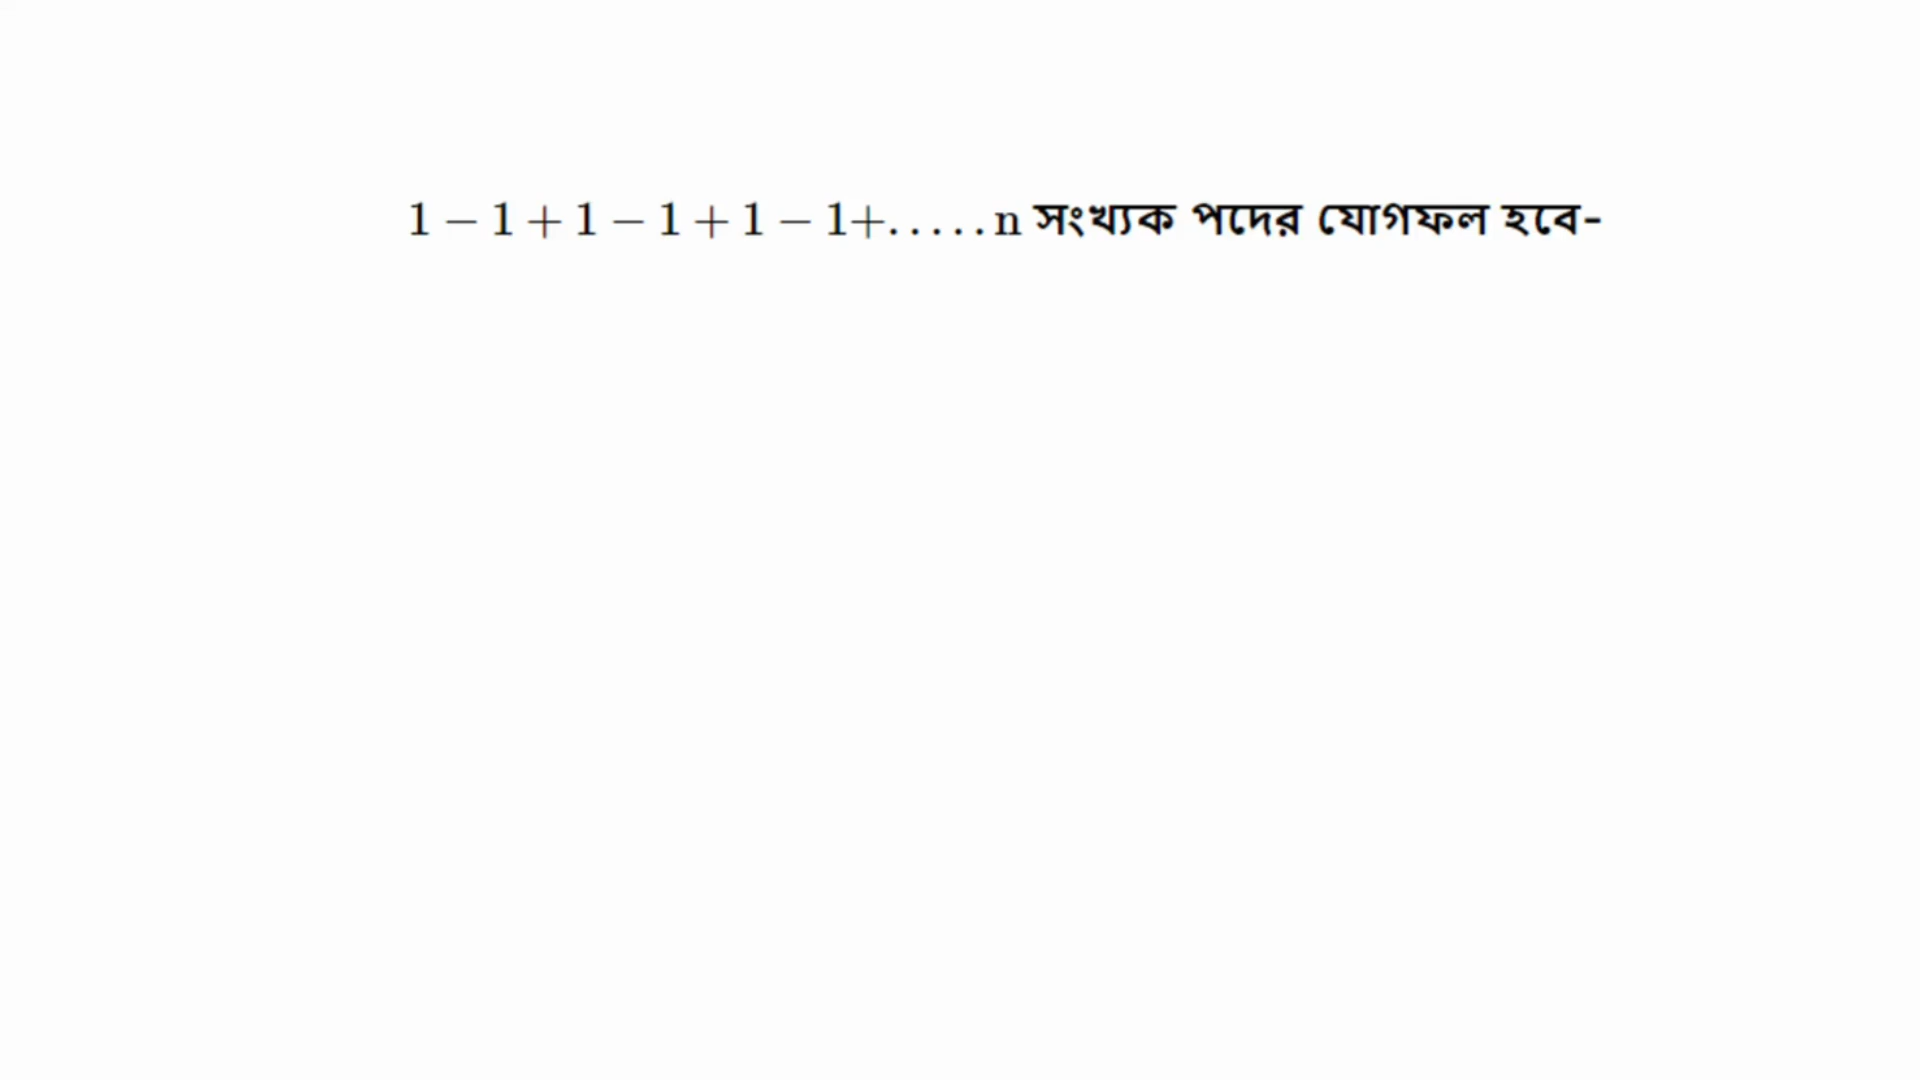 1 − 1 + 1 − 1 + 1 − 1+.....n সংখ্যক পদের যোগফল হবে-